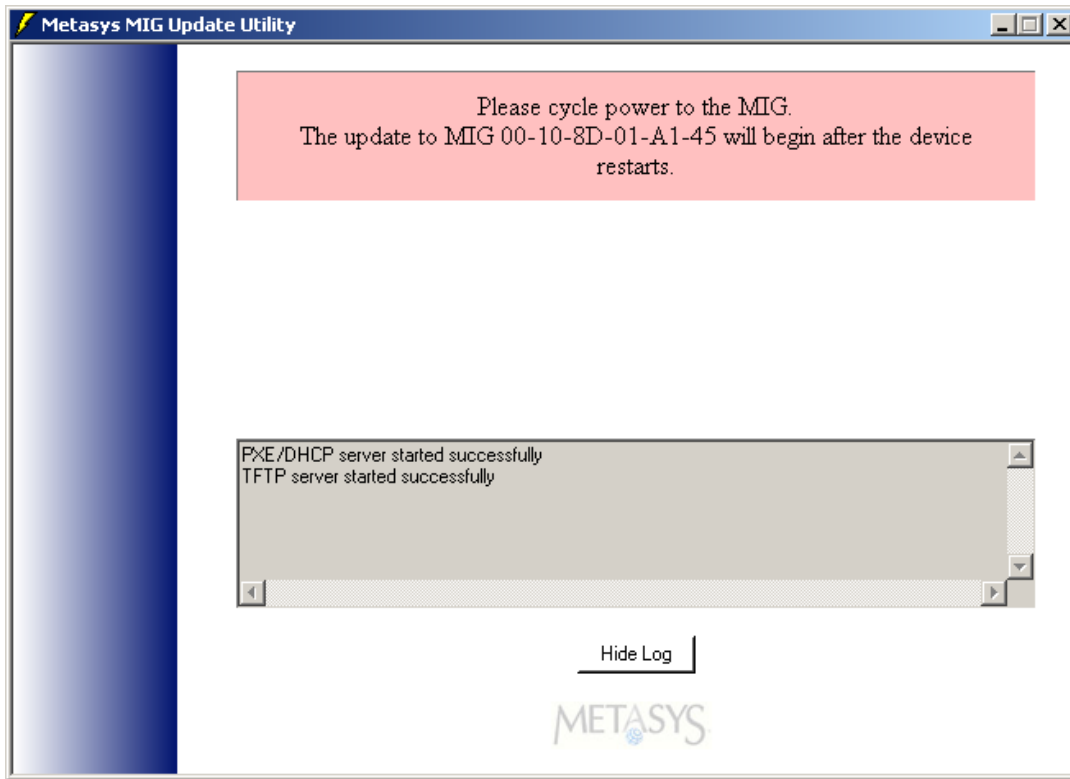 Metasys MIG Update Utility
Please cycle power to the MIG.
The update to MIG 00-10-8D-01-A1-45 will begin after the device
restarts.
PXE/DHCP server started successfully
TFTP server started successfully
Hide Log
METASYS